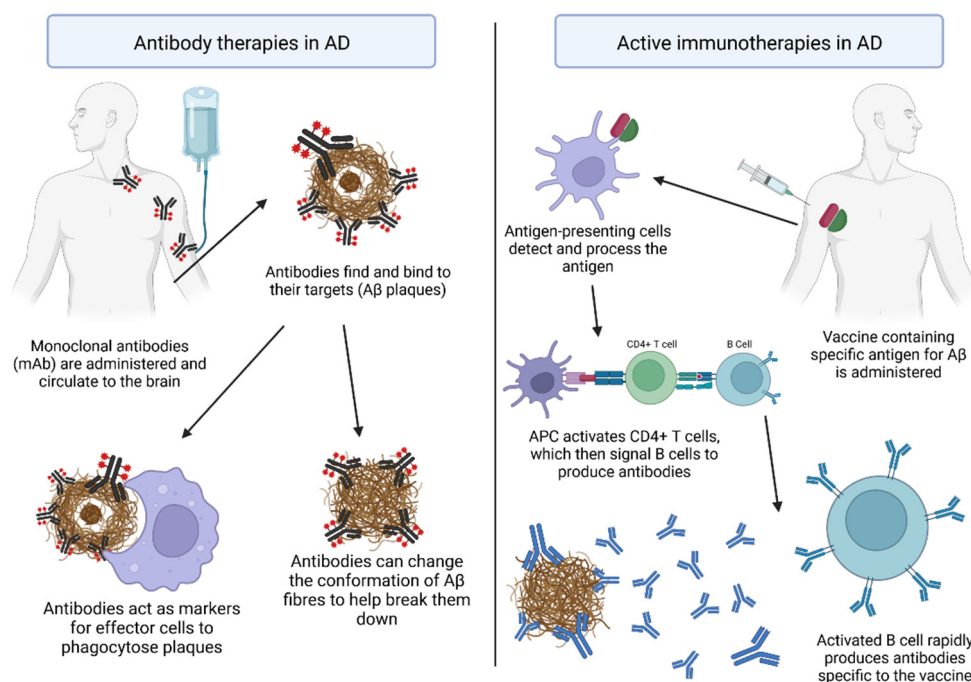 Antibody therapies in AD
Monoclonal antibodies
(mAb) are administered and
circulate to the brain
Antibodies find and bind to
their targets (Aβ plaques)
Antibodies act as markers
for effector cells to
phagocytose plaques
Antibodies can change
the conformation of Aβ
fibres to help break them
down
Active immunotherapies in AD
Vaccine containing
specific antigen for Aβ
is administered
Antigen-presenting cells
detect and process the
antigen
CD4+ T cell
B Cell
APC activates CD4+ T cells,
which then signal B cells to
produce antibodies
Activated B cell rapidly
produces antibodies
specific to the vaccine